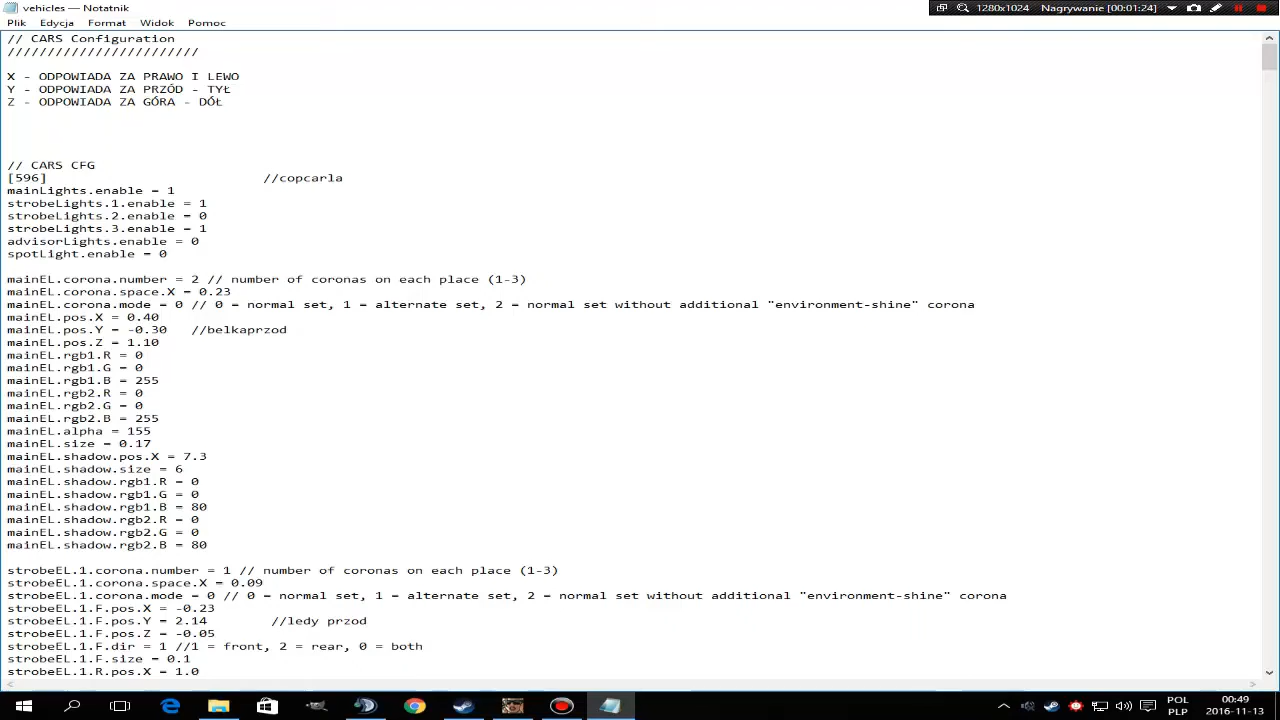 vehicles — Notatnik
1280x1024 Nagrywanie [00:01:24]
Plik Edycja Format Widok Pomoc
// CARS Configuration
////////////////////////
X - ODPOWIADA ZA PRAWO I LEWO
Y - ODPOWIADA ZA PRZÓD - TYŁ
Z - ODPOWIADA ZA GÓRA - DÓŁ
// CARS CFG
[596] //copcarla
mainLights.enable = 1
strobeLights.1.enable = 1
strobeLights.2.enable = 0
strobeLights.3.enable = 1
advisorLights.enable = 0
spotLight.enable = 0
mainEL.corona.number = 2 // number of coronas on each place (1-3)
mainEL.corona.space.X = 0.23
mainEL.corona.mode = 0 // 0 = normal set, 1 = alternate set, 2 = normal set without additional "environment-shine" corona
mainEL.pos.X = 0.40
mainEL.pos.Y = -0.30 //belkaprzod
mainEL.pos.Z = 1.10
mainEL.rgb1.R = 0
mainEL.rgb1.G = 0
mainEL.rgb1.B = 255
mainEL.rgb2.R = 0
mainEL.rgb2.G = 0
mainEL.rgb2.B = 255
mainEL.alpha = 155
mainEL.size = 0.17
mainEL.shadow.pos.X = 7.3
mainEL.shadow.size = 6
mainEL.shadow.rgb1.R = 0
mainEL.shadow.rgb1.G = 0
mainEL.shadow.rgb1.B = 80
mainEL.shadow.rgb2.R = 0
mainEL.shadow.rgb2.G = 0
mainEL.shadow.rgb2.B = 80
strobeEL.1.corona.number = 1 // number of coronas on each place (1-3)
strobeEL.1.corona.space.X = 0.09
strobeEL.1.corona.mode = 0 // 0 = normal set, 1 = alternate set, 2 = normal set without additional "environment-shine" corona
strobeEL.1.F.pos.X = -0.23
strobeEL.1.F.pos.Y = 2.14 //ledy przod
strobeEL.1.F.pos.Z = -0.05
strobeEL.1.F.dir = 1 //1 = front, 2 = rear, 0 = both
strobeEL.1.F.size = 0.1
strobeEL.1.R.pos.X = 1.0
POL 00:49
PLP 2016-11-13